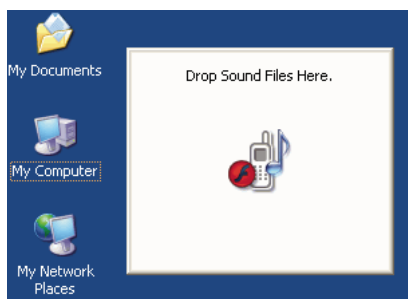 My Documents
Drop Sound Files Here.
My Computer
My Network
Places